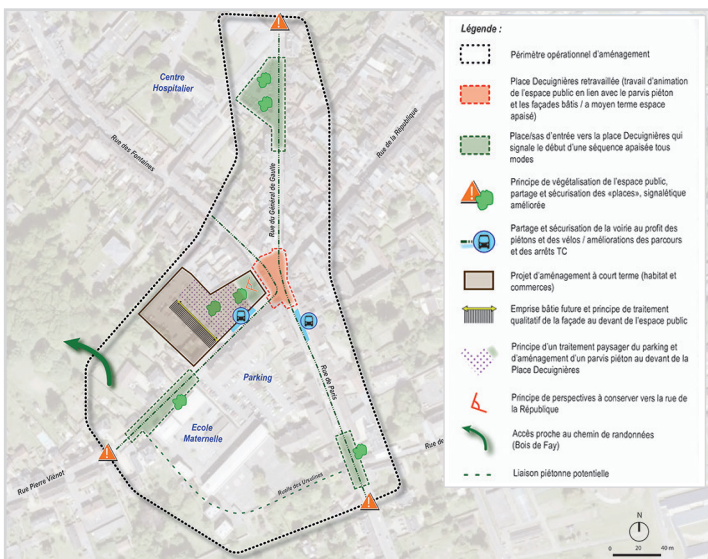 Centre
Hospitalier
Rue des Fontaines
Rue de la République
Rue du Général de Gaulle
Parking
Rue de Paris
Ecole
Maternelle
Rue Pierre Viénot
Ruelle des Ursulines
Rue de
Légende :
Périmètre opérationnel d'aménagement
Place Decuignières retravaillée (travail d'animation
de l'espace public en lien avec le parvis piéton
et les façades bâtis / a moyen terme espace
apaisé)
Place/sas d'entrée vers la place Decuignières qui
signale le début d'une séquence apaisée tous
modes
Principe de végétalisation de l'espace public,
partage et sécurisation des «places», signalétique
améliorée
Partage et sécurisation de la voirie au profit des
piétons et des vélos / améliorations des parcours
et des arrêts TC
Projet d'aménagement à court terme (habitat et
commerces)
Emprise bâtie future et principe de traitement
qualitatif de la façade au devant de l'espace public
Principe d'un traitement paysager du parking et
d'aménagement d'un parvis piéton au devant de la
Place Decuignières
Principe de perspectives à conserver vers la rue de
la République
Accès proche au chemin de randonnées
(Bois de Fay)
Liaison piétonne potentielle
N
0 20 40 m